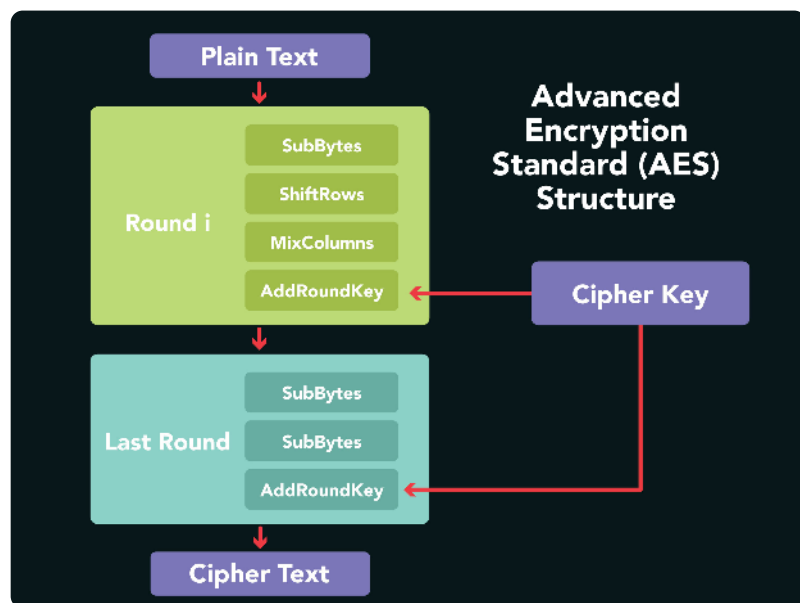 Plain Text
Advanced
Encryption
Standard (AES)
Structure
Round i
SubBytes
ShiftRows
MixColumns
AddRoundKey
Cipher Key
Last Round
SubBytes
SubBytes
AddRoundKey
Cipher Text